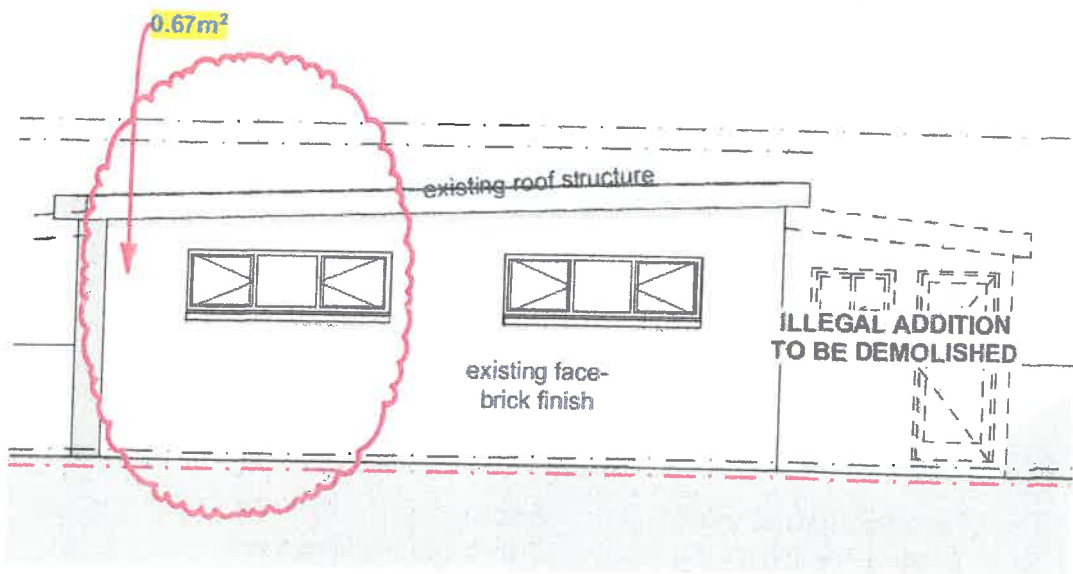 0.67m²
existing roof structure
ILLEGAL ADDITION
TO BE DEMOLISHED
existing face-
brick finish